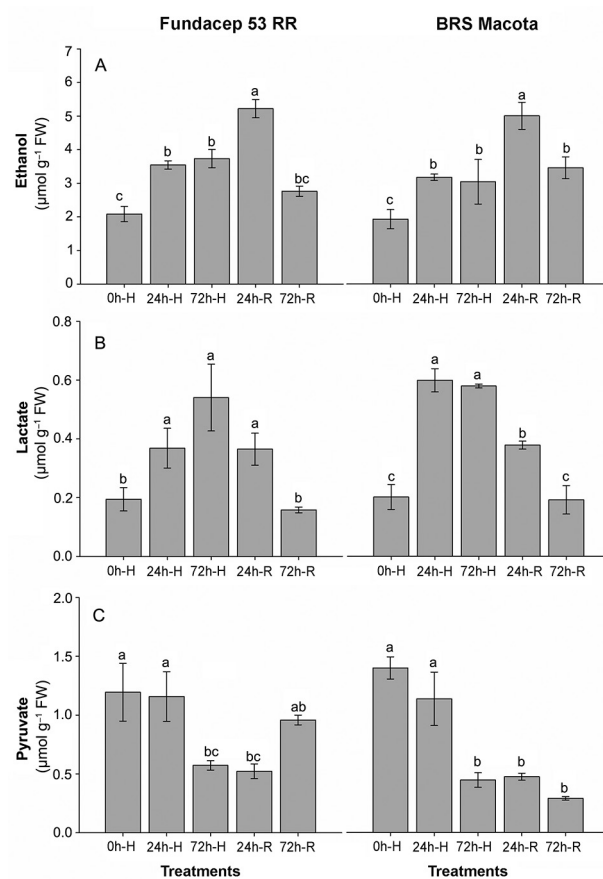 Fundacep 53 RR
BRS Macota
A
Ethanol
(µmol g⁻¹ FW)
7
6
5
4
3
2
1
0
c
b
b
a
bc
c
b
b
a
b
0h-H 24h-H 72h-H 24h-R 72h-R
0h-H 24h-H 72h-H 24h-R 72h-R
B
Lactate
(µmol g⁻¹ FW)
0.8
0.6
0.4
0.2
0.0
b
a
a
a
b
c
a
a
b
c
0h-H 24h-H 72h-H 24h-R 72h-R
0h-H 24h-H 72h-H 24h-R 72h-R
C
Pyruvate
(µmol g⁻¹ FW)
2.0
1.5
1.0
0.5
0.0
a
a
bc
bc
ab
a
a
b
b
b
0h-H 24h-H 72h-H 24h-R 72h-R
0h-H 24h-H 72h-H 24h-R 72h-R
Treatments
Treatments